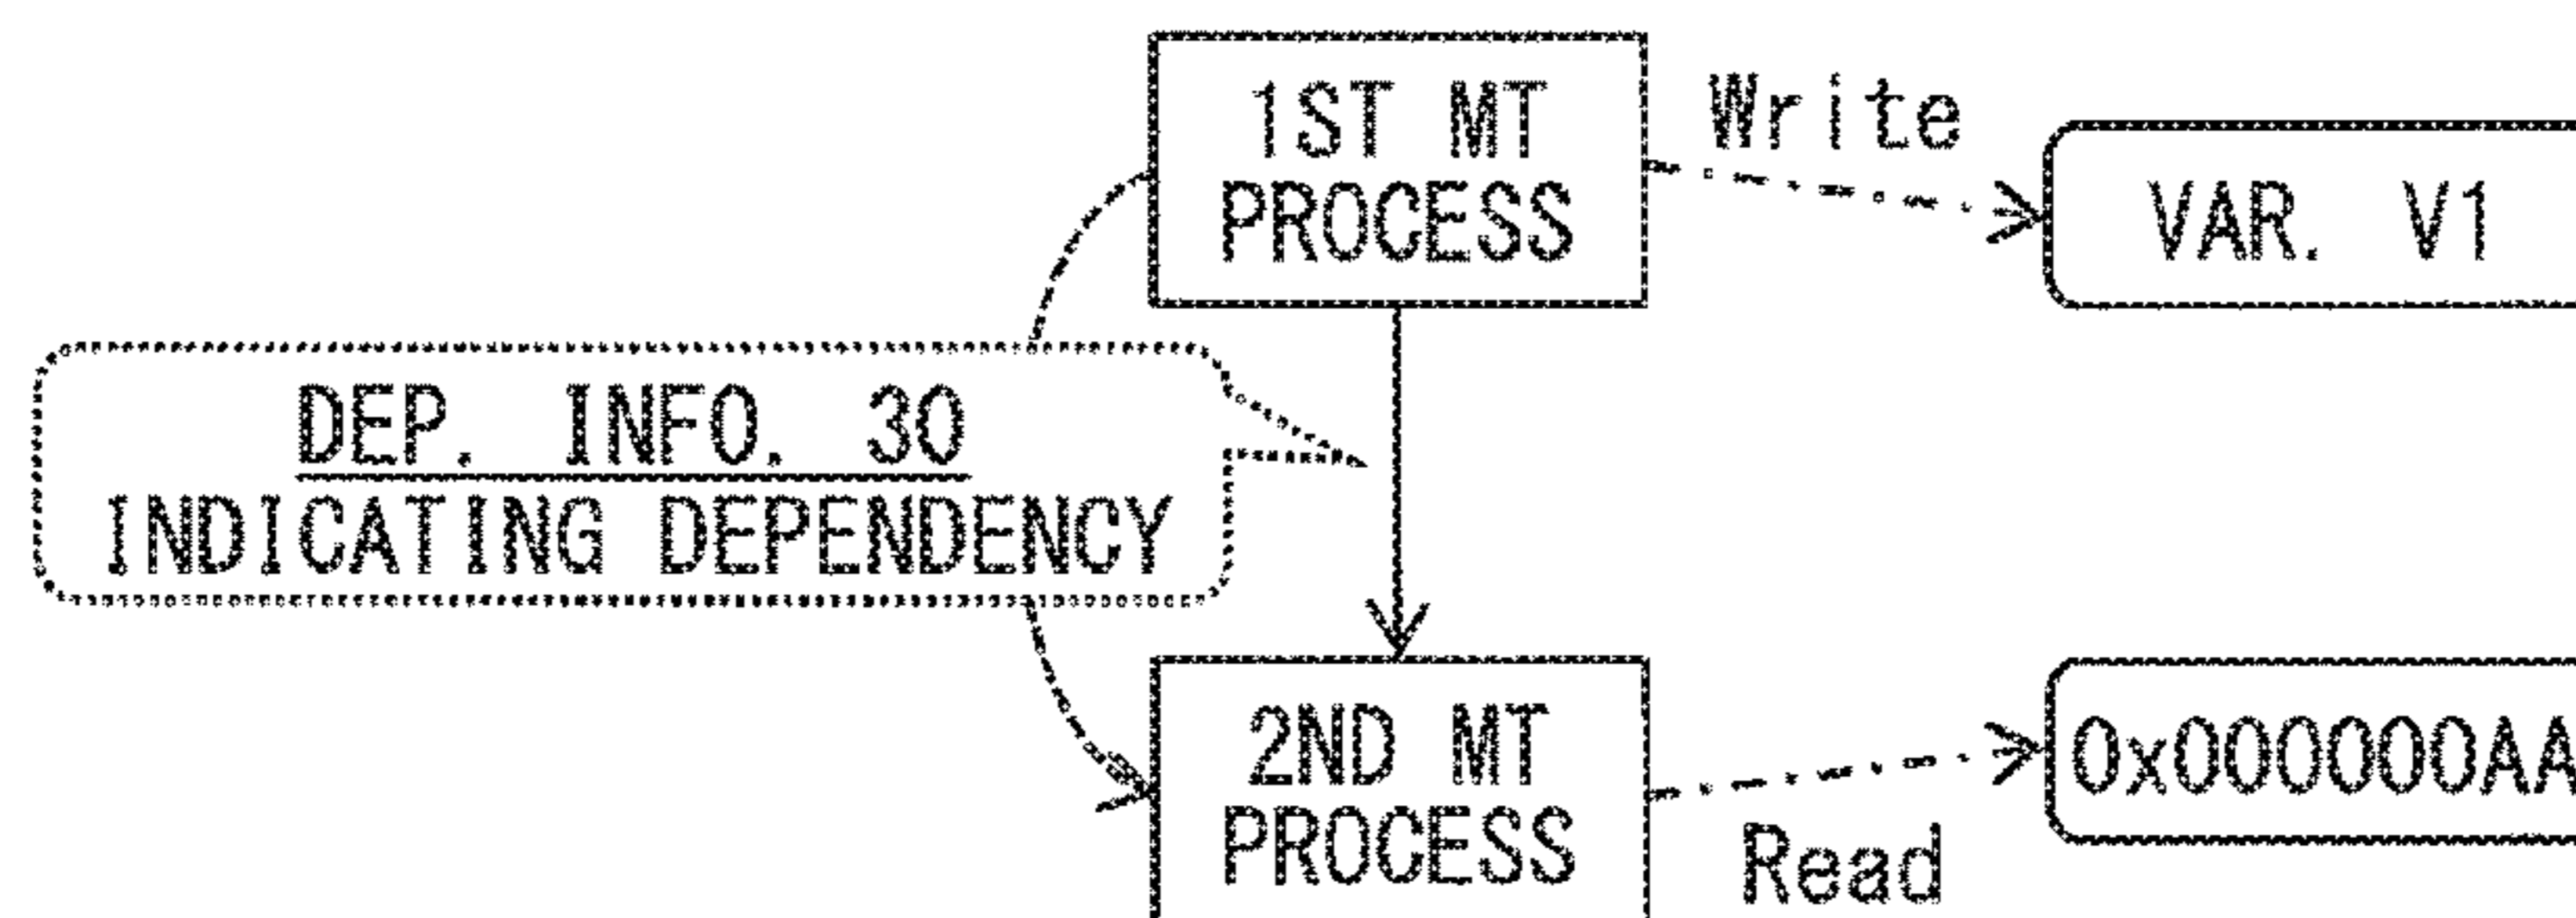 1ST MT
PROCESS
Write
VAR. V1
DEP. INFO. 30
INDICATING DEPENDENCY
2ND MT
PROCESS
0x000000AA
Read